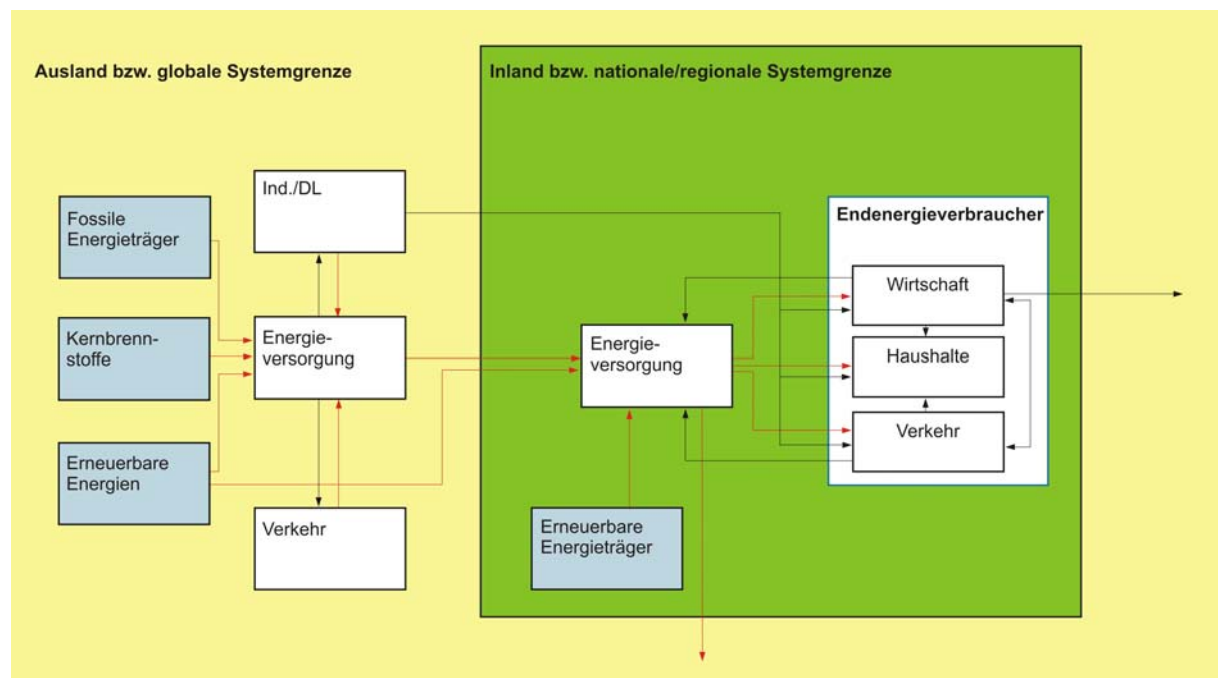 Ausland bzw. globale Systemgrenze
Inland bzw. nationale/regionale Systemgrenze
Fossile
Energieträger
Kernbrenn-
stoffe
Erneuerbare
Energien
Ind./DL
Energie-
versorgung
Verkehr
Energie-
versorgung
Erneuerbare
Energieträger
Endenergieverbraucher
Wirtschaft
Haushalte
Verkehr